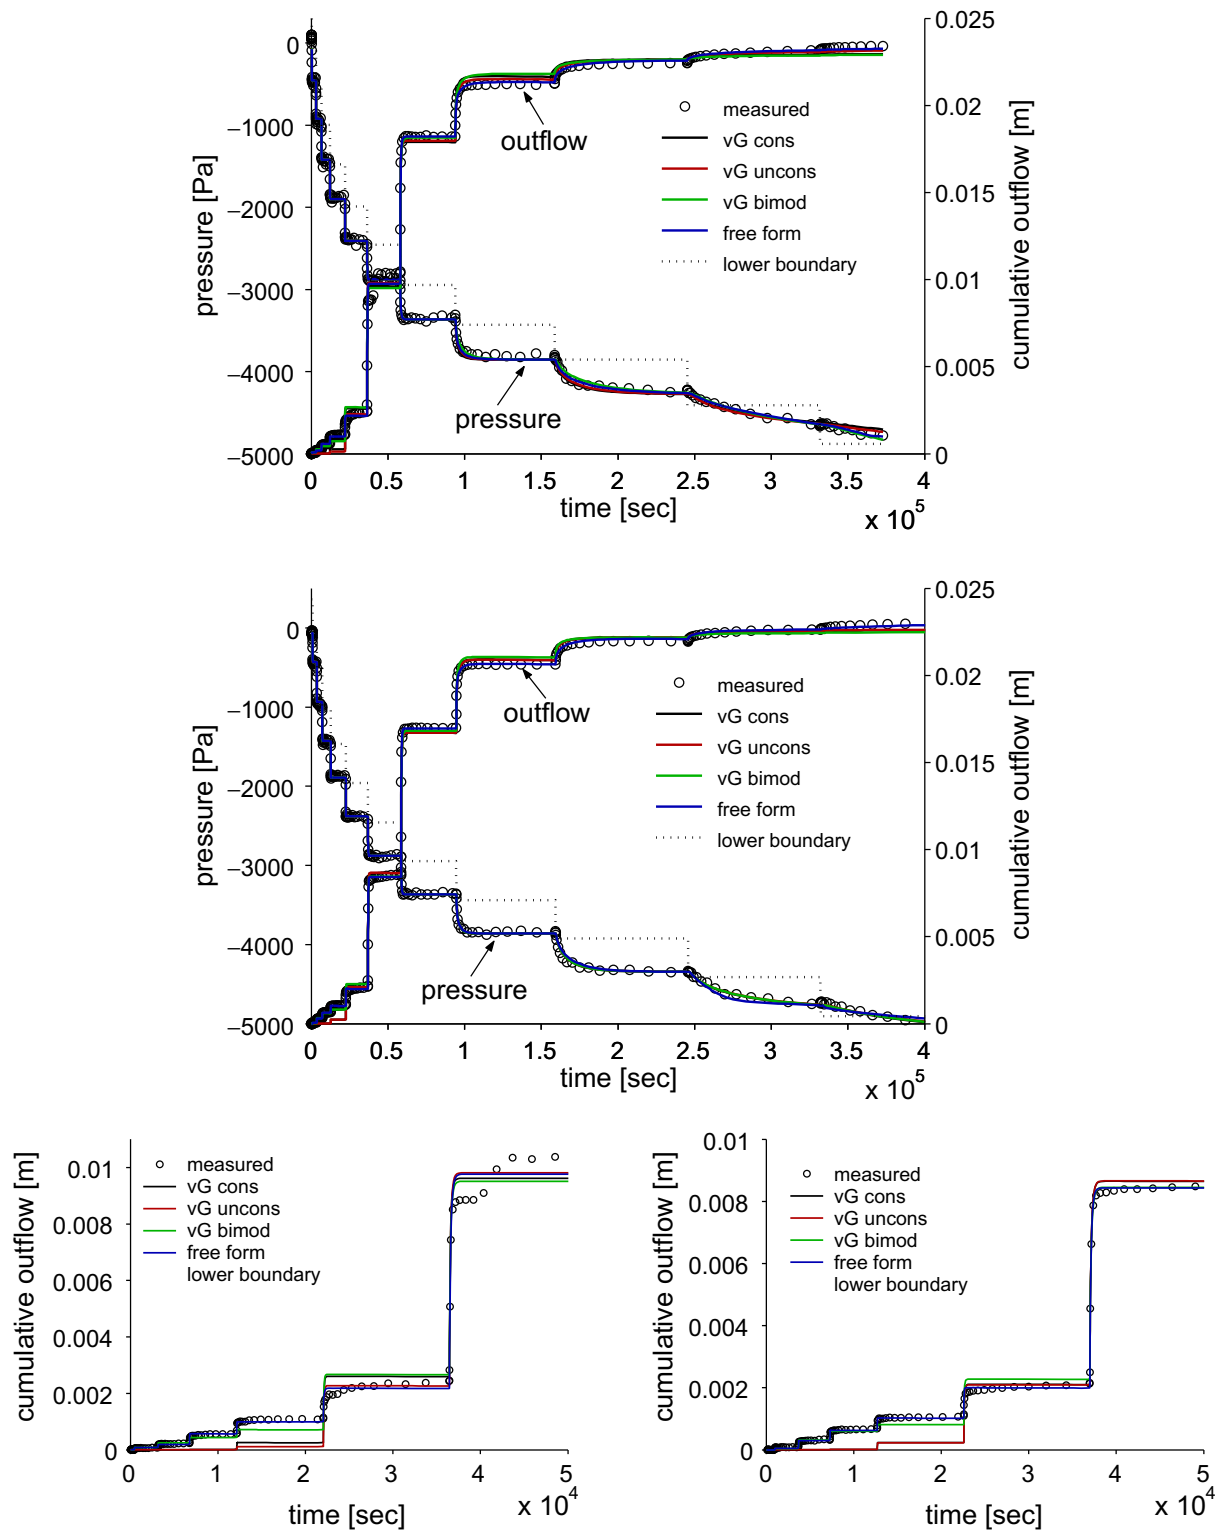 0
−1000
−2000
−3000
−4000
−5000
pressure [Pa]
0.025
0.02
0.015
0.01
0.005
0
cumulative outflow [m]
measured
vG cons
vG uncons
vG bimod
free form
lower boundary
outflow
pressure
0 0.5 1 1.5 2 2.5 3 3.5 4
time [sec]
x 10⁵
0
−1000
−2000
−3000
−4000
−5000
pressure [Pa]
0.025
0.02
0.015
0.01
0.005
0
cumulative outflow [m]
measured
vG cons
vG uncons
vG bimod
free form
lower boundary
outflow
pressure
0 0.5 1 1.5 2 2.5 3 3.5 4
time [sec]
x 10⁵
0.01
0.008
0.006
0.004
0.002
0
cumulative outflow [m]
measured
vG cons
vG uncons
vG bimod
free form
lower boundary
0 1 2 3 4 5
time [sec]
x 10⁴
0.01
0.008
0.006
0.004
0.002
0
cumulative outflow [m]
measured
vG cons
vG uncons
vG bimod
free form
lower boundary
0 1 2 3 4 5
time [sec]
x 10⁴